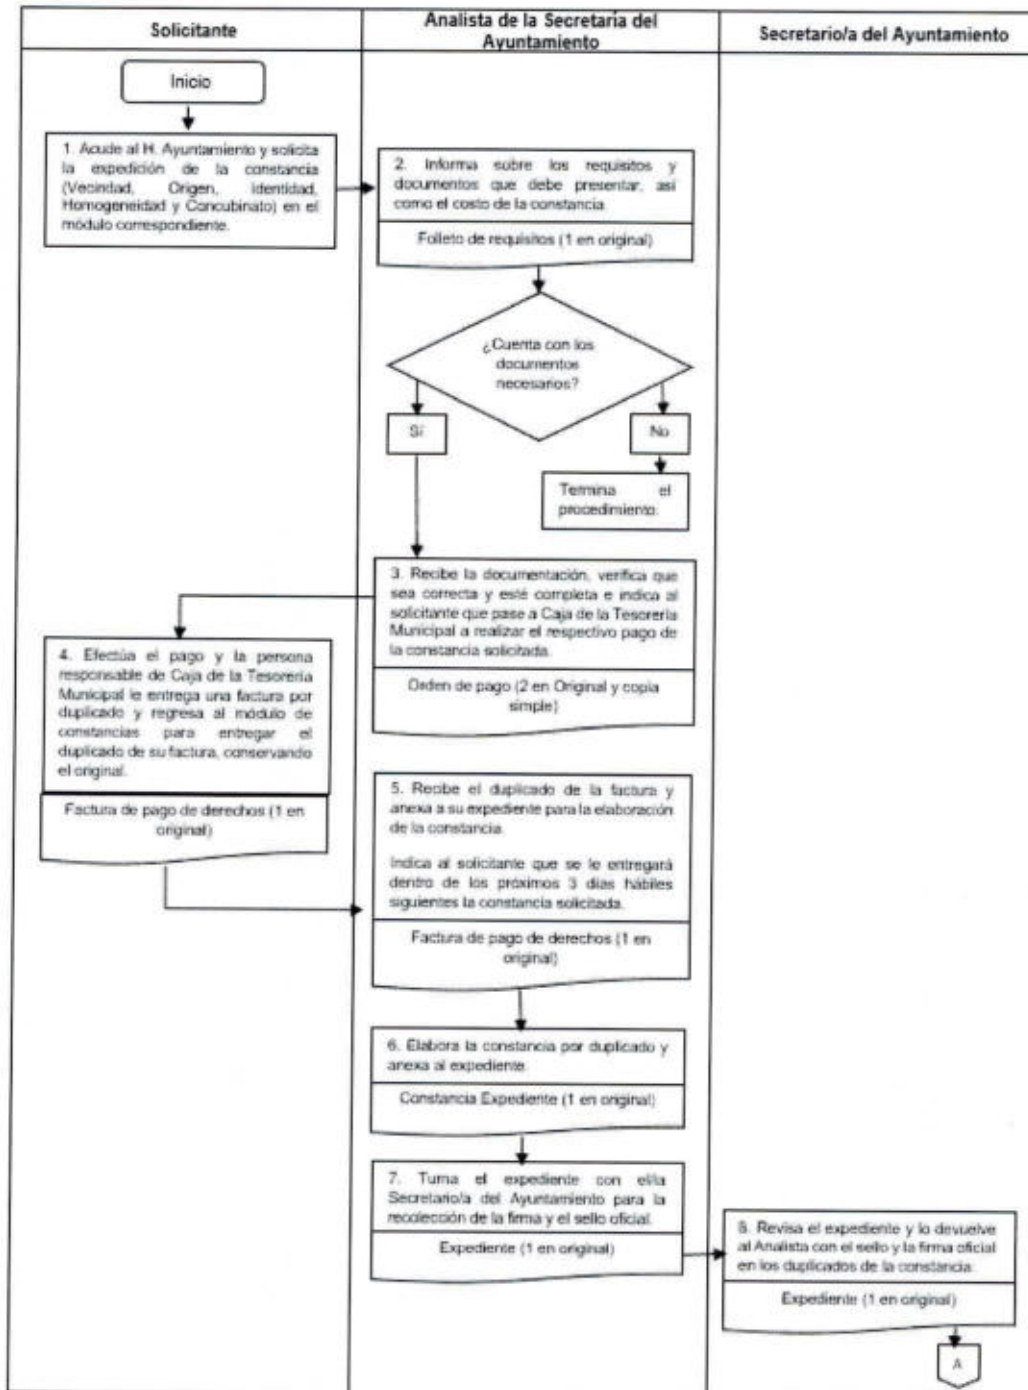 Solicitante
Analista de la Secretaría del
Ayuntamiento
Secretario/a del Ayuntamiento
Inicio
1. Acude al H. Ayuntamiento y solicita
la expedición de la constancia
(Vecindad, Origen, Identidad,
Homogeneidad y Concubinato) en el
módulo correspondiente.
2. Informa sobre los requisitos y
documentos que debe presentar, así
como el costo de la constancia.
Folleto de requisitos (1 en original)
¿Cuenta con los
documentos
necesarios?
Sí
No
Termina el
procedimiento.
3. Recibe la documentación, verifica que
sea correcta y esté completa e indica al
solicitante que pase a Caja de la Tesorería
Municipal a realizar el respectivo pago de
la constancia solicitada.
Orden de pago (2 en Original y copia
simple)
4. Efectúa el pago y la persona
responsable de Caja de la Tesorería
Municipal le entrega una factura por
duplicado y regresa al módulo de
constancias para entregar el
duplicado de su factura, conservando
el original.
Factura de pago de derechos (1 en
original)
5. Recibe el duplicado de la factura y
anexa a su expediente para la elaboración
de la constancia.
Indica al solicitante que se le entregará
dentro de los próximos 3 días hábiles
siguientes la constancia solicitada.
Factura de pago de derechos (1 en
original)
6. Elabora la constancia por duplicado y
anexa al expediente.
Constancia Expediente (1 en original)
7. Turna el expediente con el/la
Secretario/a del Ayuntamiento para la
recolección de la firma y el sello oficial.
Expediente (1 en original)
8. Revisa el expediente y lo devuelve
al Analista con el sello y la firma oficial
en los duplicados de la constancia.
Expediente (1 en original)
A